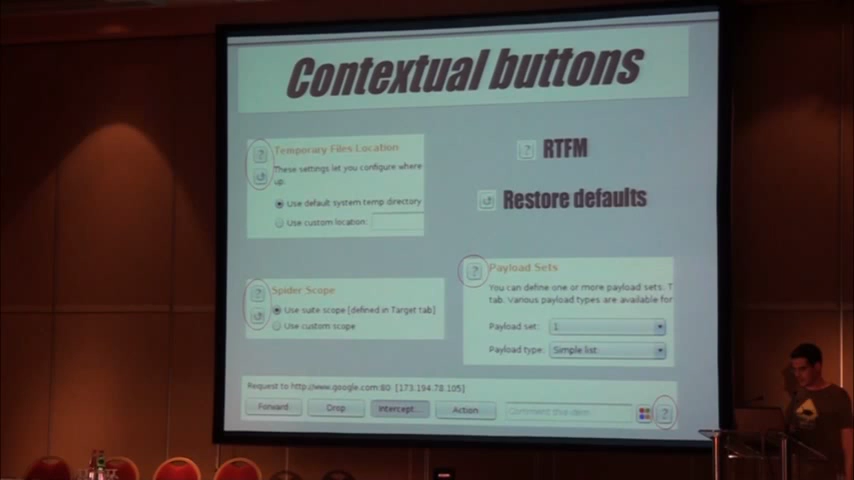 Contextual buttons
? Temporary Files Location
These settings let you configure where
up.
Use default system temp directory
Use custom location:
? RTFM
Restore defaults
? Spider Scope
Use suite scope [defined in Target tab]
Use custom scope
? Payload Sets
You can define one or more payload sets. T
tab. Various payload types are available for
Payload set: 1
Payload type: Simple list
Request to http://www.google.com:80 [173.194.78.105]
Forward Drop Intercept... Action Comment this item ?